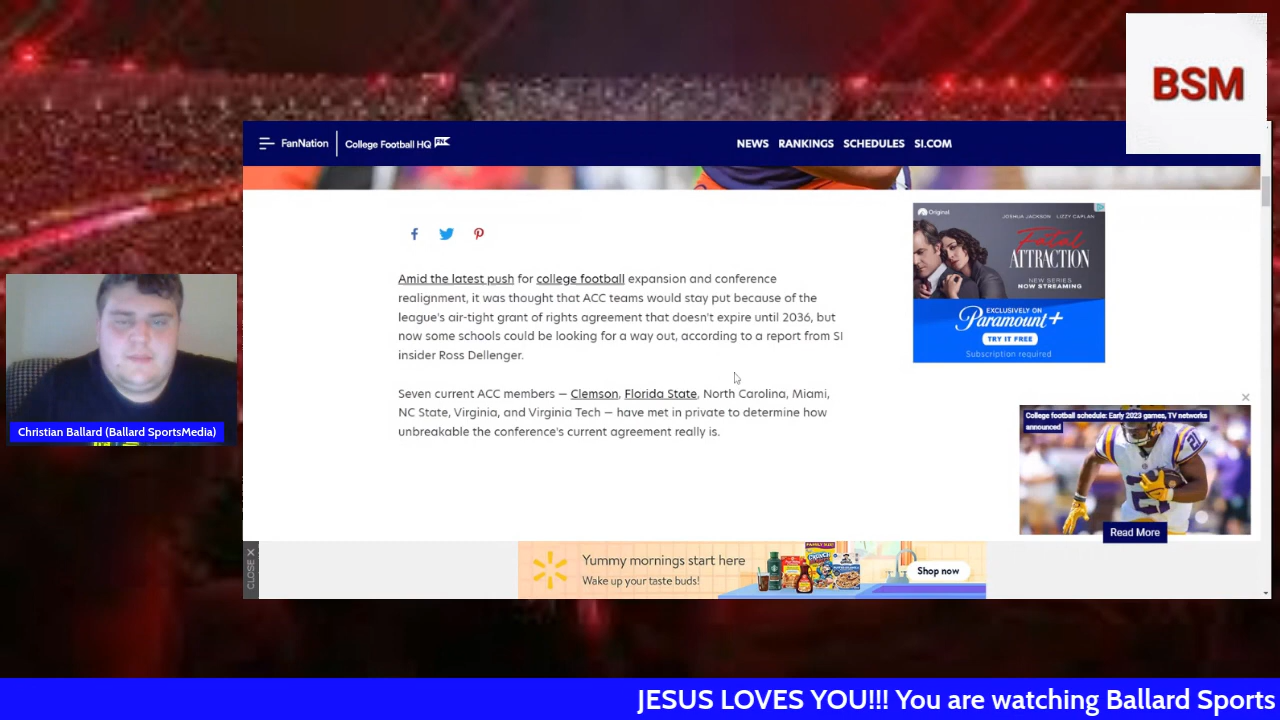 BSM
FanNation
College Football HQ
FN
NEWS RANKINGS SCHEDULES SI.COM
Amid the latest push for college football expansion and conference
realignment, it was thought that ACC teams would stay put because of the
league's air-tight grant of rights agreement that doesn't expire until 2036, but
now some schools could be looking for a way out, according to a report from SI
insider Ross Dellenger.
Seven current ACC members — Clemson, Florida State, North Carolina, Miami,
NC State, Virginia, and Virginia Tech — have met in private to determine how
unbreakable the conference's current agreement really is.
Original
JOSHUA JACKSON LIZZY CAPLAN
Fatal
ATTRACTION
NEW SERIES
NOW STREAMING
EXCLUSIVELY ON
Paramount+
TRY IT FREE
Subscription required
College football schedule: Early 2023 games, TV networks
announced
Read More
Christian Ballard (Ballard SportsMedia)
CLOSE X
Yummy mornings start here
Wake up your taste buds!
Shop now
JESUS LOVES YOU!!! You are watching Ballard Sports